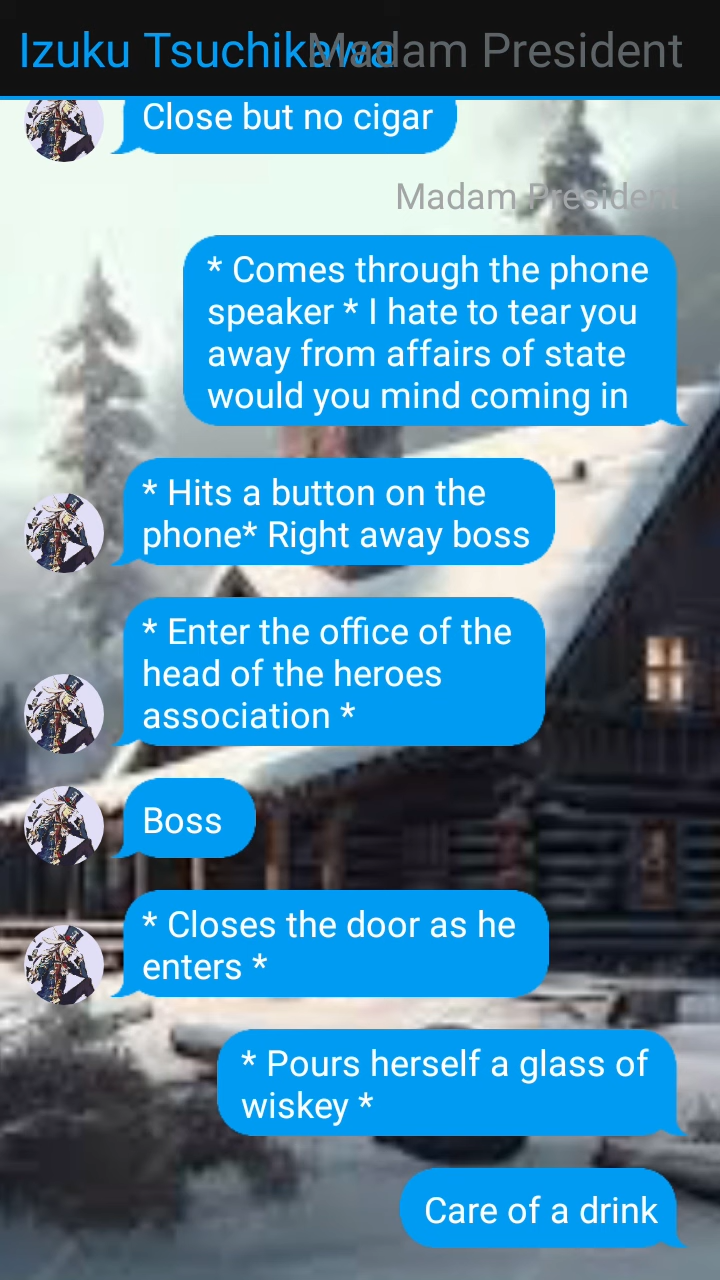 Izuku Tsuchikawa Madam President
Close but no cigar
Madam President
* Comes through the phone
speaker * I hate to tear you
away from affairs of state
would you mind coming in
* Hits a button on the
phone* Right away boss
* Enter the office of the
head of the heroes
association *
Boss
* Closes the door as he
enters *
* Pours herself a glass of
wiskey *
Care of a drink